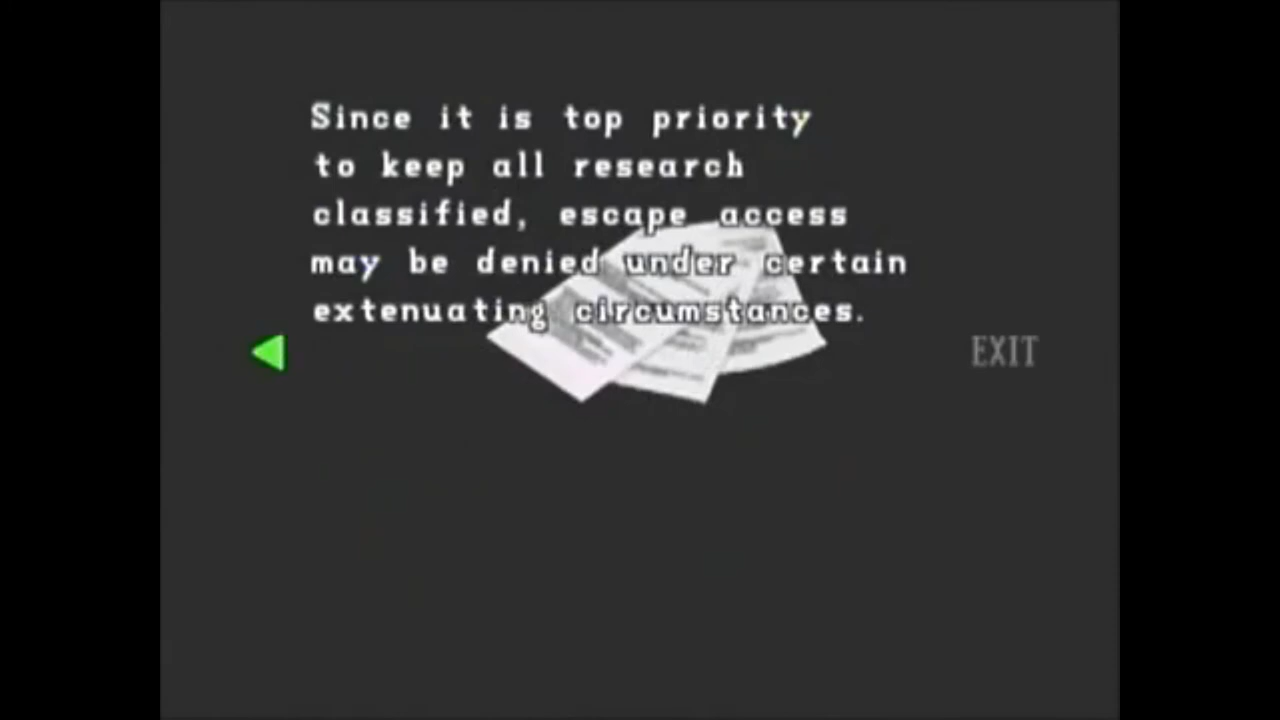 Since it is top priority
to keep all research
classified, escape access
may be denied under certain
extenuating circumstances.
EXIT